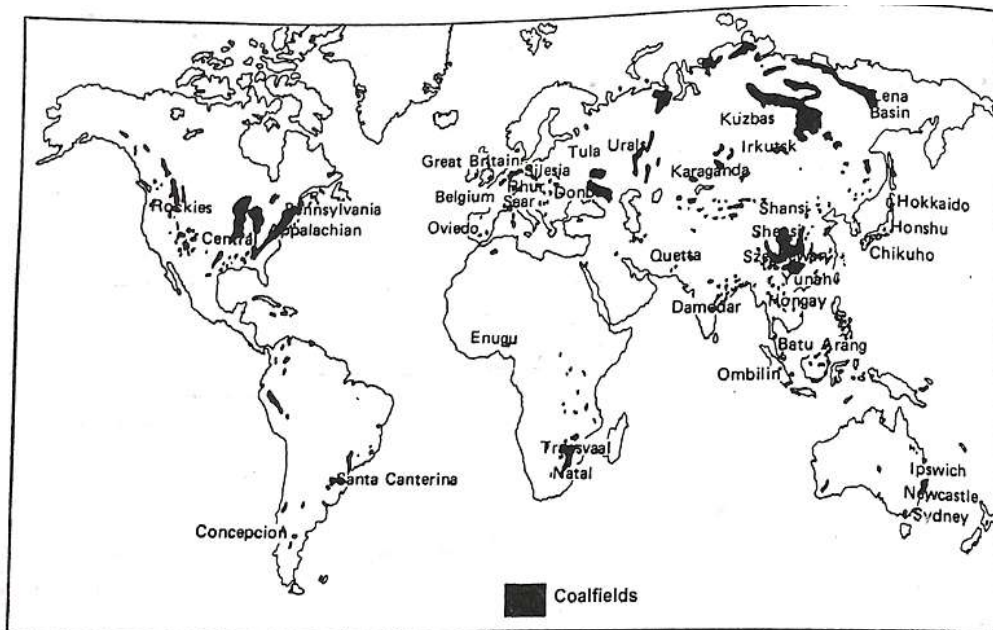 Lena
Basin
Kuzbas
Great Britain
Tula
Urals
Irkutsk
Silesia
Karaganda
Belgium
Rhur
Donbas
Saar
Rockies
Pennsylvania
Appalachian
Shansi
Hokkaido
Oviedo
Shensi
Honshu
Central
Chikuho
Quetta
Szechwan
Yunan
Damodar
Hongay
Enugu
Batu Arang
Ombilin
Transvaal
Ipswich
Natal
Santa Canterina
Newcastle
Sydney
Concepcion
Coalfields